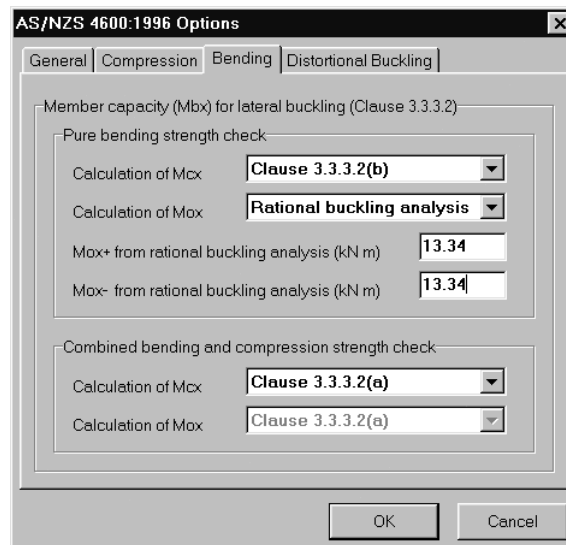 AS/NZS 4600:1996 Options
General Compression Bending Distortional Buckling
Member capacity (Mbx) for lateral buckling (Clause 3.3.3.2)
Pure bending strength check
Calculation of Mcx Clause 3.3.3.2(b)
Calculation of Mox Rational buckling analysis
Mox+ from rational buckling analysis (kN m) 13.34
Mox- from rational buckling analysis (kN m) 13.34
Combined bending and compression strength check
Calculation of Mcx Clause 3.3.3.2(a)
Calculation of Mox Clause 3.3.3.2(a)
OK Cancel